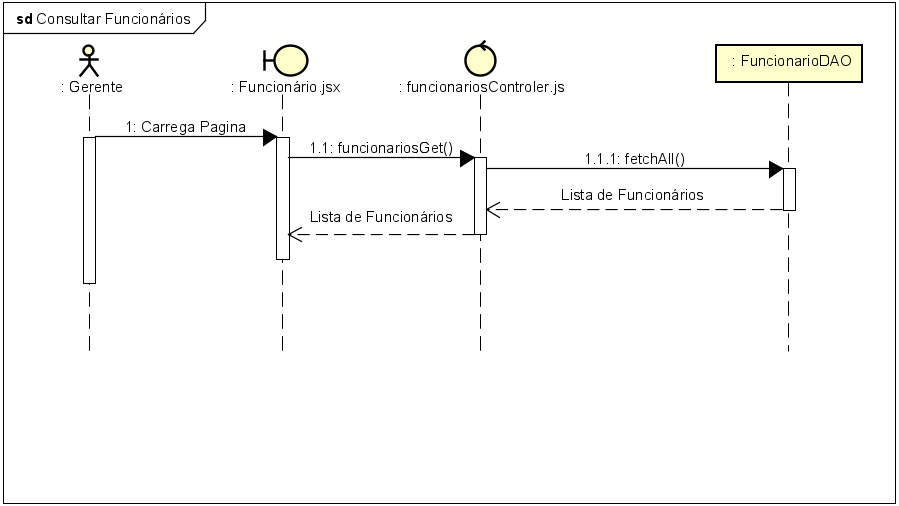 sd Consultar Funcionários
: Gerente
: Funcionário.jsx
: funcionariosControler.js
: FuncionarioDAO
1: Carrega Pagina
1.1: funcionariosGet()
1.1.1: fetchAll()
Lista de Funcionários
Lista de Funcionários